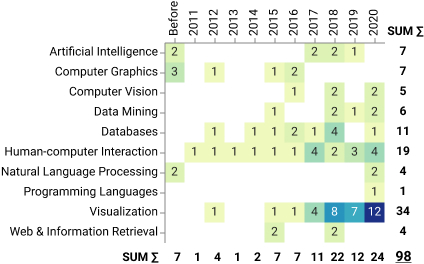 Before 2011 2012 2013 2014 2015 2016 2017 2018 2019 2020 SUM Σ
Artificial Intelligence 2 2 2 1 7
Computer Graphics 3 1 1 2 7
Computer Vision 1 2 2 5
Data Mining 1 2 1 2 6
Databases 1 1 1 2 1 4 1 11
Human-computer Interaction 1 1 1 1 1 1 4 2 3 4 19
Natural Language Processing 2 2 4
Programming Languages 1 1
Visualization 1 1 1 4 8 7 12 34
Web & Information Retrieval 2 2 4
SUM Σ 7 1 4 1 2 7 7 11 22 12 24 98